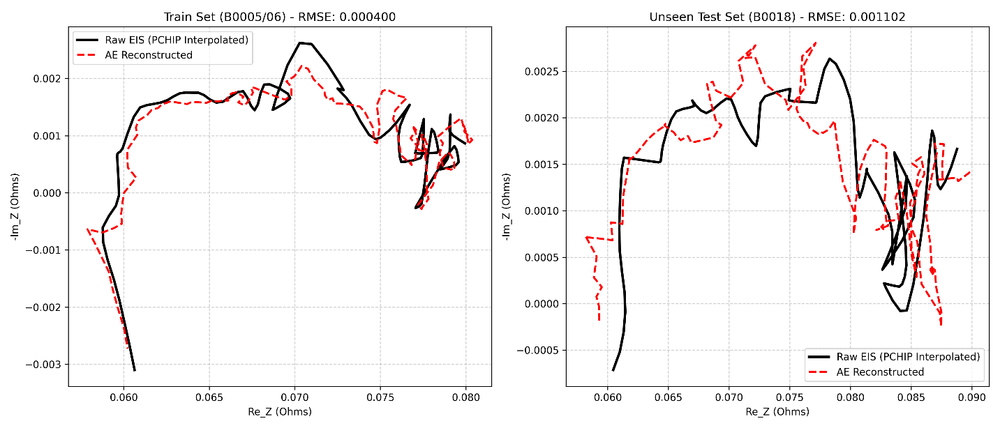 Train Set (B0005/06) - RMSE: 0.000400
Raw EIS (PCHIP Interpolated)
AE Reconstructed
0.002
0.001
0.000
−0.001
−0.002
−0.003
-Im_Z (Ohms)
0.060
0.065
0.070
0.075
0.080
Re_Z (Ohms)
Unseen Test Set (B0018) - RMSE: 0.001102
0.0025
0.0020
0.0015
0.0010
0.0005
0.0000
−0.0005
-Im_Z (Ohms)
Raw EIS (PCHIP Interpolated)
AE Reconstructed
0.060
0.065
0.070
0.075
0.080
0.085
0.090
Re_Z (Ohms)